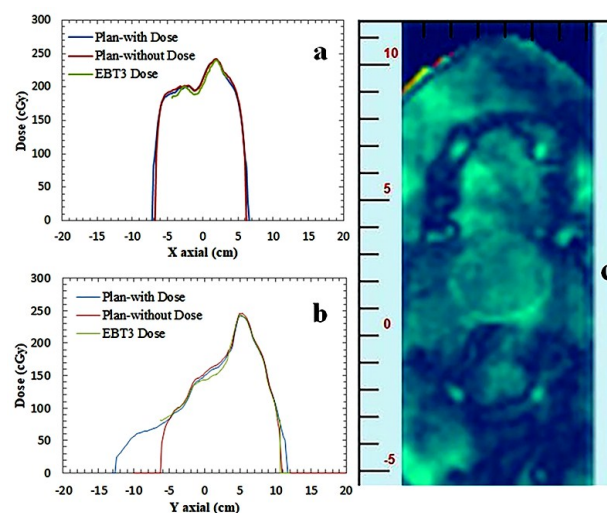 300
250
200
150
100
50
0
Dose (cGy)
Plan-with Dose
Plan-without Dose
EBT3 Dose
a
-20 -15 -10 -5 0 5 10 15 20
X axial (cm)
300
250
200
150
100
50
0
Dose (cGy)
Plan-with Dose
Plan-without Dose
EBT3 Dose
b
-20 -15 -10 -5 0 5 10 15 20
Y axial (cm)
10
5
0
-5
c